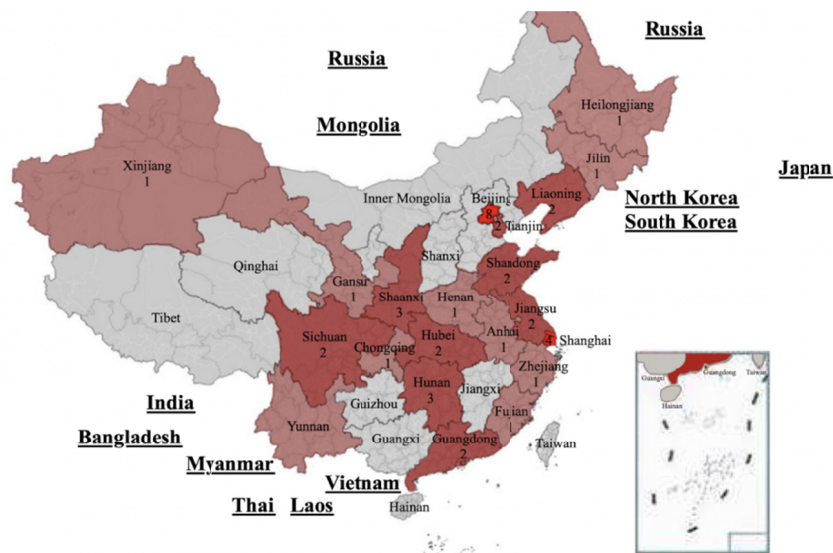 Russia
Russia
Mongolia
Heilongjiang
1
Jilin
1
Xinjiang
1
Japan
Inner Mongolia
Beijing
8
Liaoning
2
North Korea
South Korea
2
Tianjin
Shanxi
Qinghai
Gansu
1
Shaanxi
3
Henan
1
Shandong
2
Jiangsu
2
Tibet
Sichuan
2
Chongqing
1
Hubei
2
Anhui
1
4
Shanghai
Zhejiang
1
Hunan
3
Jiangxi
Guizhou
Fujian
1
India
Yunnan
Guangxi
Guangdong
2
Taiwan
Bangladesh
Myanmar
Vietnam
Thai
Laos
Hainan
Guangxi
Guangdong
Taiwan
Hainan